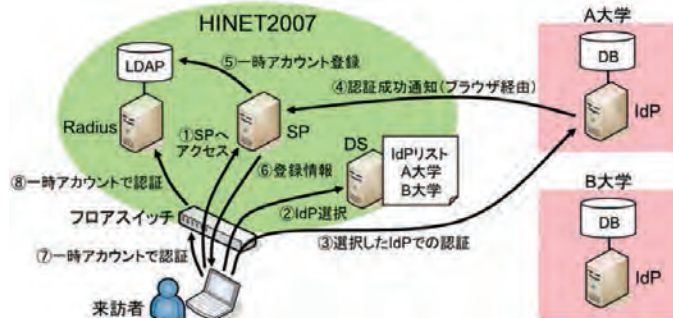 HINET2007
A大学
LDAP
⑤一時アカウント登録
DB
④認証成功通知(ブラウザ経由)
Radius
①SPへ
アクセス
SP
IdP
DS
IdPリスト
A大学
B大学
⑥登録情報
⑧一時アカウントで認証
②IdP選択
B大学
フロアスイッチ
DB
③選択したIdPでの認証
⑦一時アカウントで認証
IdP
来訪者